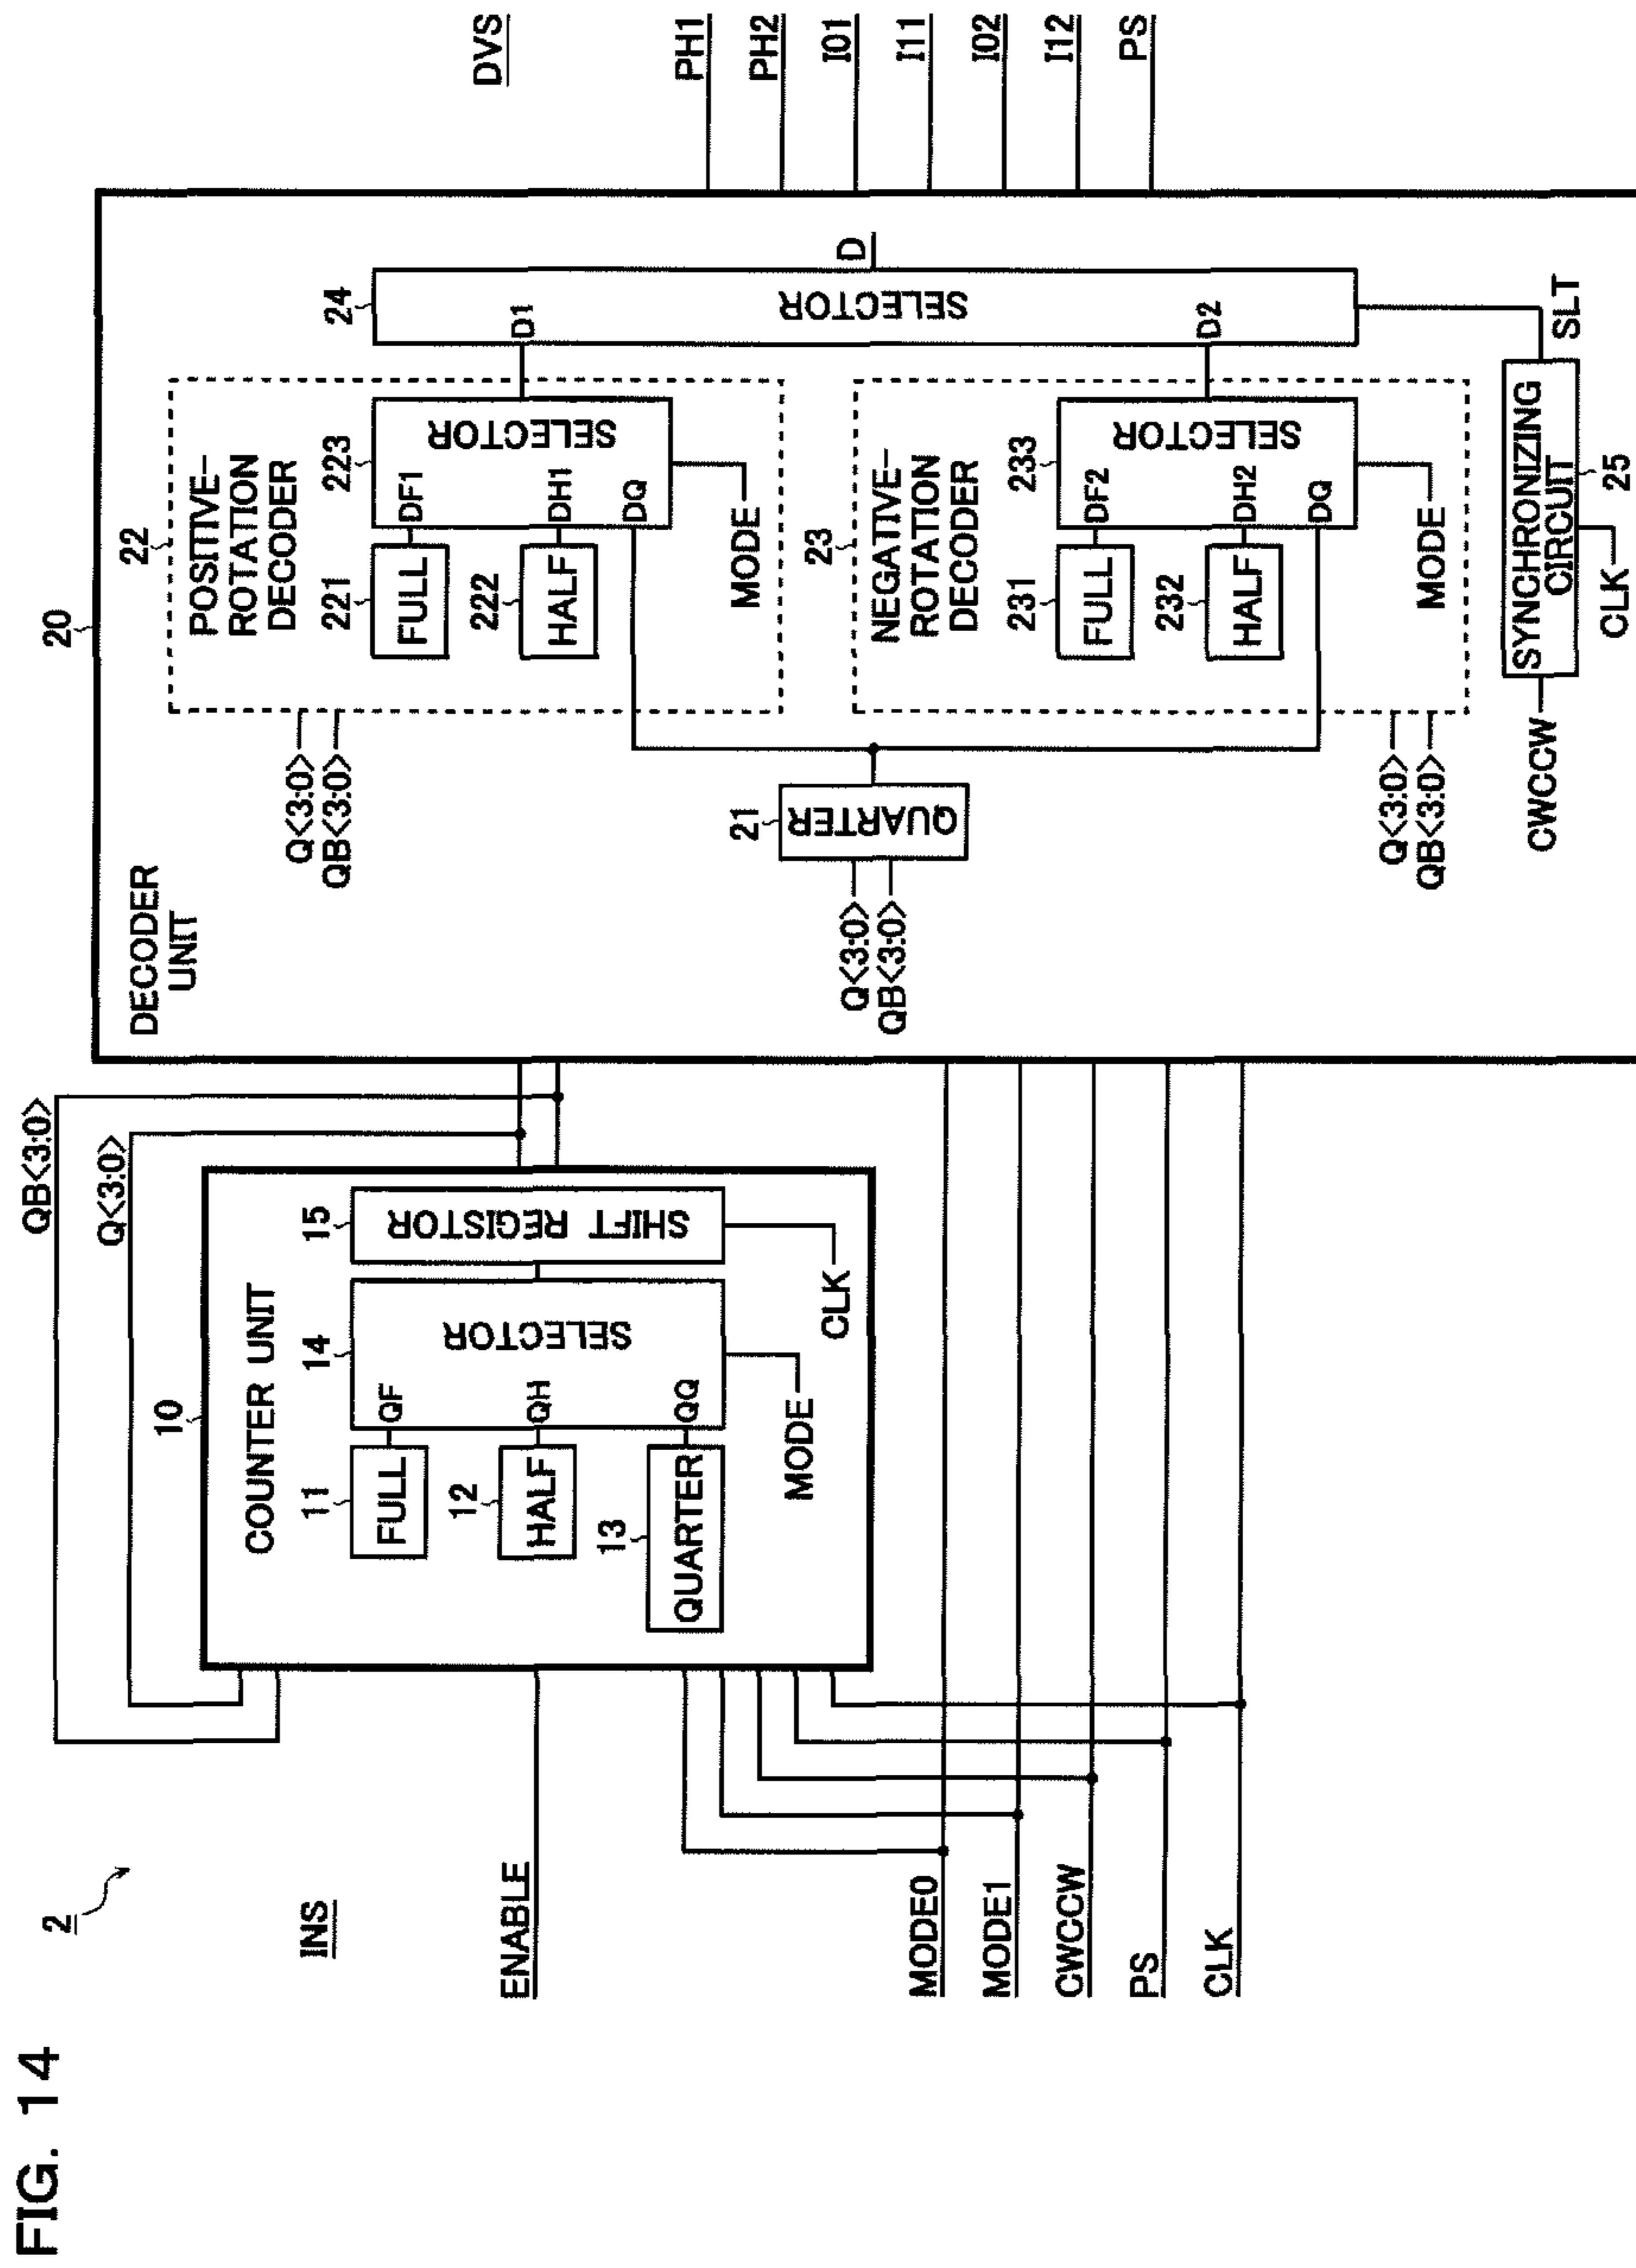 FIG. 14
2
INS
ENABLE
MODE0
MODE1
CWCCW
PS
CLK
QB<3:0>
Q<3:0>
10
COUNTER UNIT
11
FULL
12
HALF
13
QUARTER
14
QF
QH
QQ
SELECTOR
MODE
15
SHIFT REGISTOR
CLK
20
DECODER
UNIT
Q<3:0>
QB<3:0>
22
POSITIVE-
ROTATION
DECODER
221
FULL
222
HALF
223
DF1
DH1
DQ
SELECTOR
MODE
21
QUARTER
Q<3:0>
QB<3:0>
23
NEGATIVE-
ROTATION
DECODER
231
FULL
232
HALF
233
DF2
DH2
DQ
SELECTOR
MODE
Q<3:0>
QB<3:0>
24
D1
D2
SELECTOR
D
CWCCW
SYNCHRONIZING
CIRCUIT
25
CLK
SLT
DVS
PH1
PH2
I01
I11
I02
I12
PS